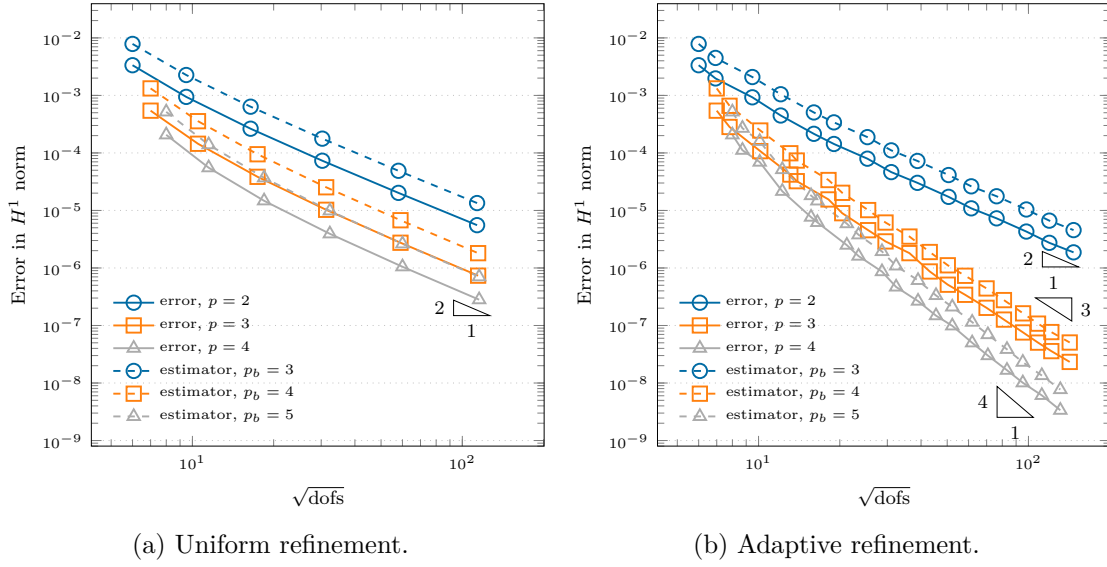 10^1
10^2
10^{-9}
10^{-8}
10^{-7}
10^{-6}
10^{-5}
10^{-4}
10^{-3}
10^{-2}
2
1
√dofs
Error in H^1 norm
error, p = 2
error, p = 3
error, p = 4
estimator, p_b = 3
estimator, p_b = 4
estimator, p_b = 5
(a) Uniform refinement.
10^1
10^2
10^{-9}
10^{-8}
10^{-7}
10^{-6}
10^{-5}
10^{-4}
10^{-3}
10^{-2}
2
1
3
4
1
√dofs
Error in H^1 norm
error, p = 2
error, p = 3
error, p = 4
estimator, p_b = 3
estimator, p_b = 4
estimator, p_b = 5
(b) Adaptive refinement.